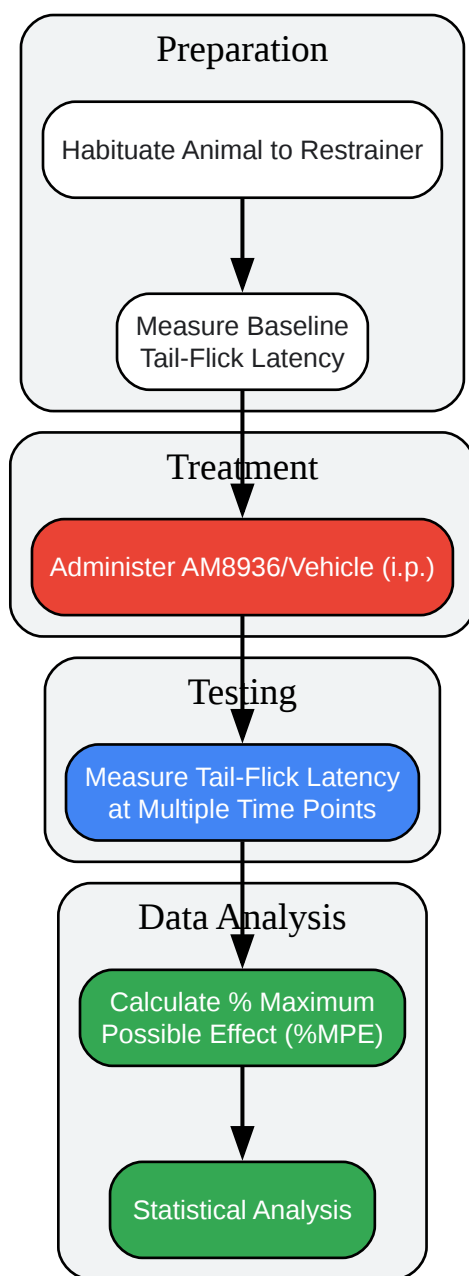 Preparation
Habituate Animal to Restrainer
Measure Baseline
Tail-Flick Latency
Treatment
Administer AM8936/Vehicle (i.p.)
Testing
Measure Tail-Flick Latency
at Multiple Time Points
Data Analysis
Calculate % Maximum
Possible Effect (%MPE)
Statistical Analysis